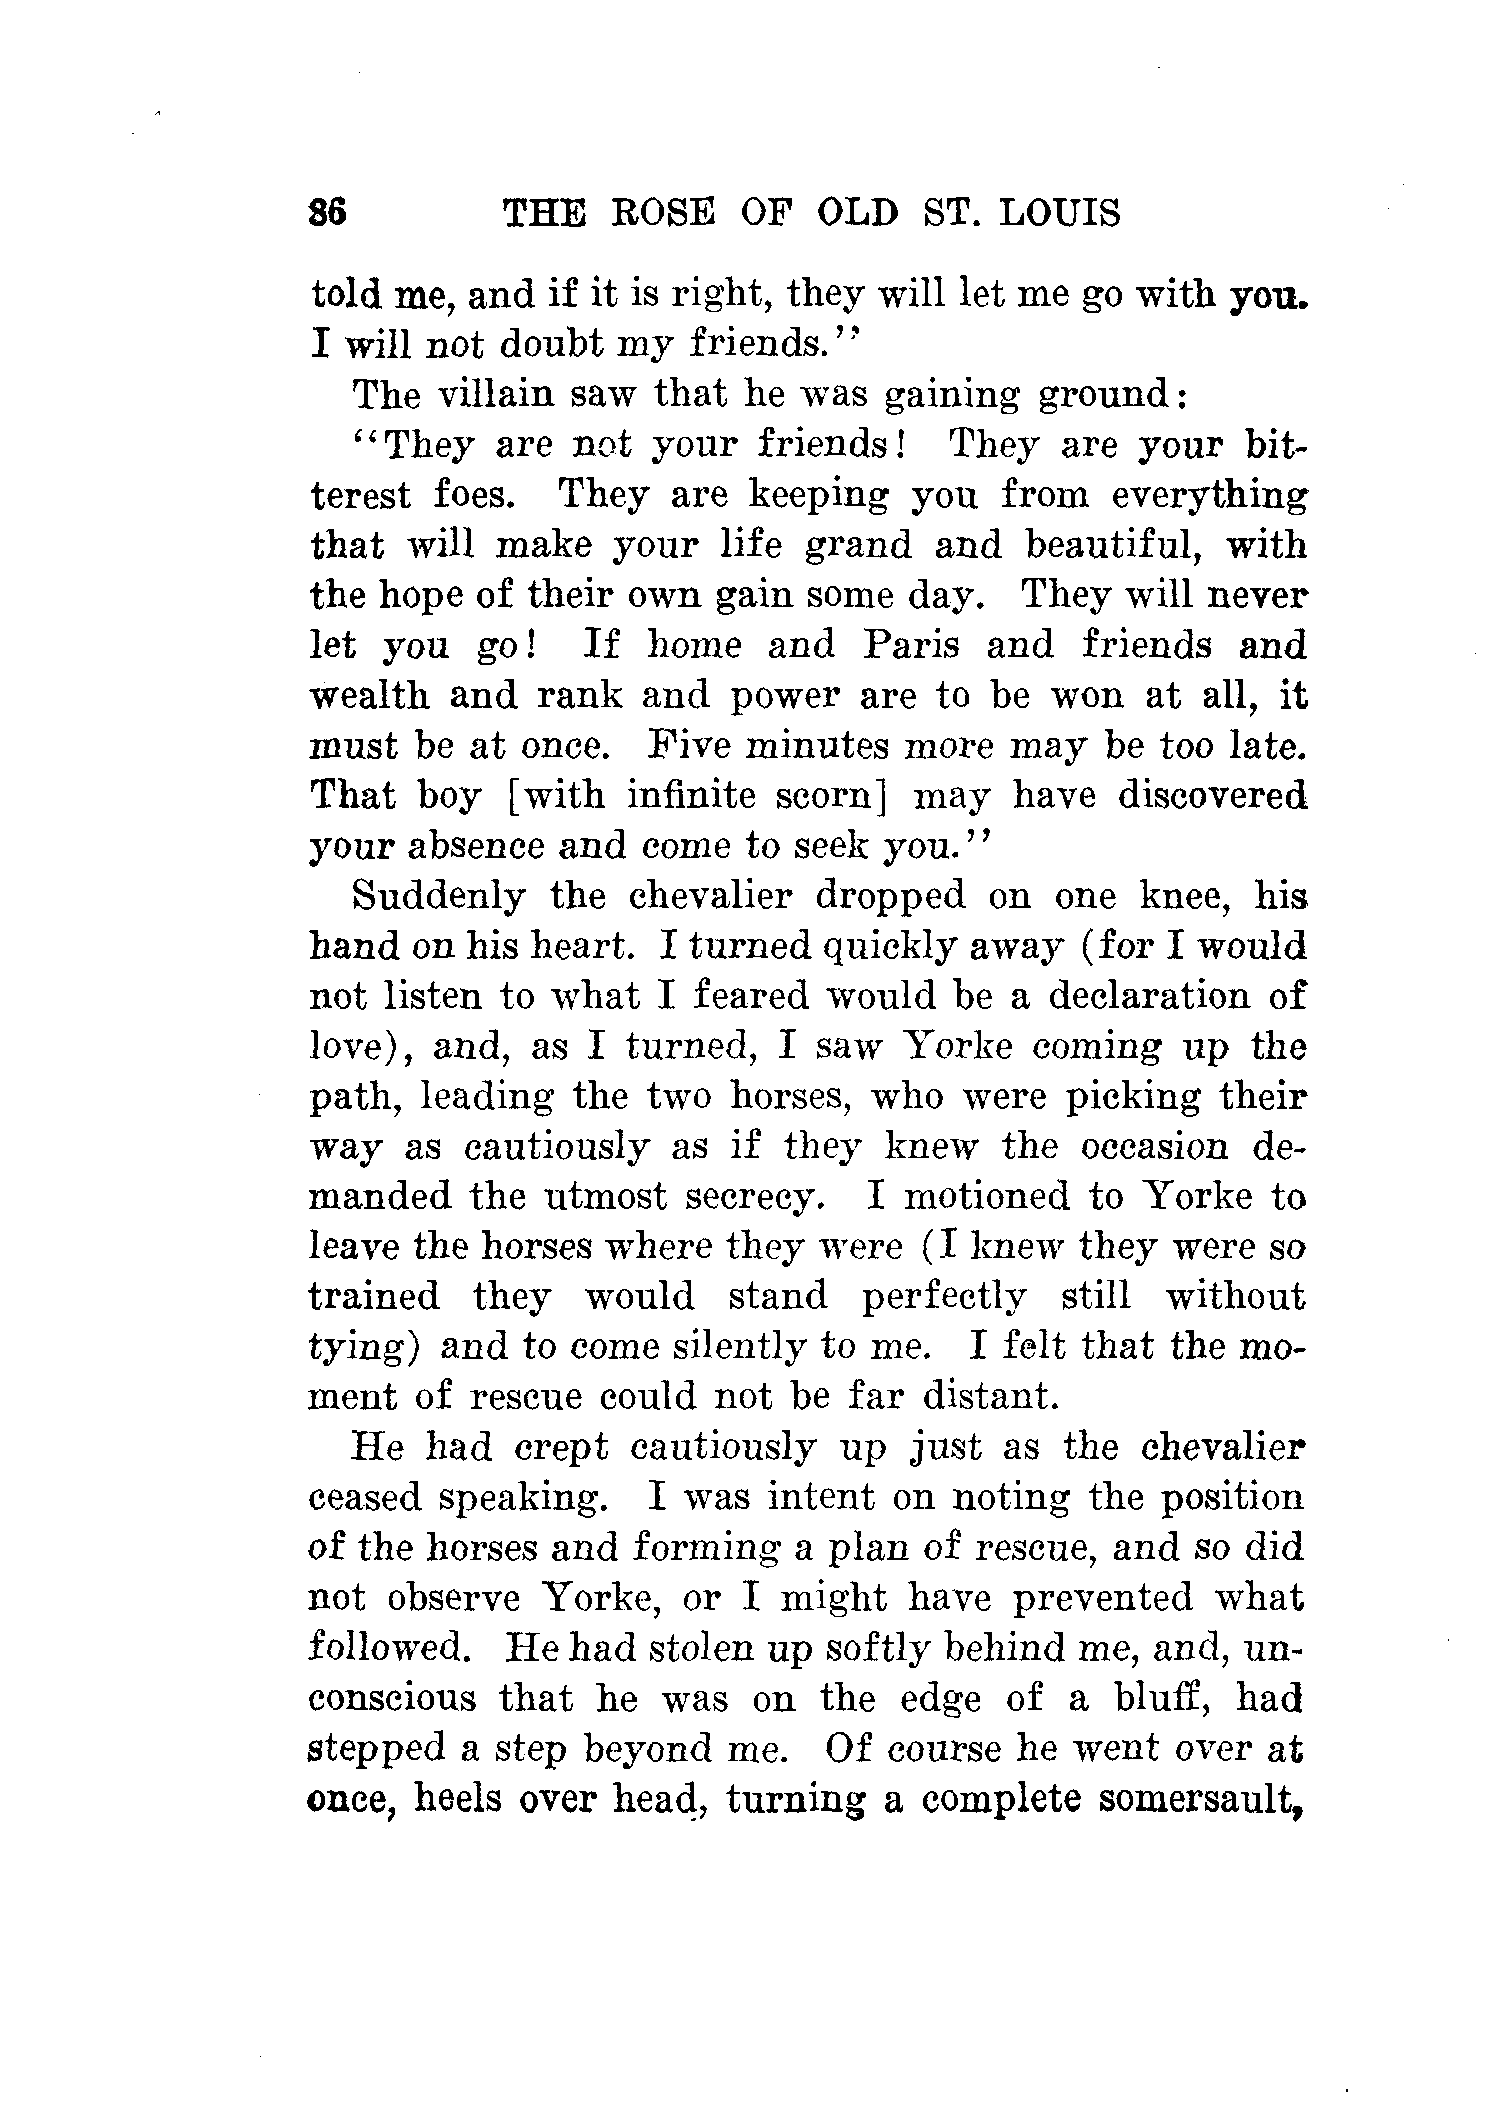 86 THE ROSE OF OLD ST. LOUIS
told me, and if it is right, they will let me go with you.
I will not doubt my friends.''
The villain saw that he was gaining ground:
"They are not your friends! They are your bit-
terest foes. They are keeping you from everything
that will make your life grand and beautiful, with
the hope of their own gain some day. They will never
let you go! If home and Paris and friends and
wealth and rank and power are to be won at all, it
must be at once. Five minutes more may be too late.
That boy [with infinite scorn] may have discovered
your absence and come to seek you."
Suddenly the chevalier dropped on one knee, his
hand on his heart. I turned quickly away (for I would
not listen to what I feared would be a declaration of
love), and, as I turned, I saw Yorke coming up the
path, leading the two horses, who were picking their
way as cautiously as if they knew the occasion de-
manded the utmost secrecy. I motioned to Yorke to
leave the horses where they were (I knew they were so
trained they would stand perfectly still without
tying) and to come silently to me. I felt that the mo-
ment of rescue could not be far distant.
He had crept cautiously up just as the chevalier
ceased speaking. I was intent on noting the position
of the horses and forming a plan of rescue, and so did
not observe Yorke, or I might have prevented what
followed. He had stolen up softly behind me, and, un-
conscious that he was on the edge of a bluff, had
stepped a step beyond me. Of course he went over at
once, heels over head, turning a complete somersault,